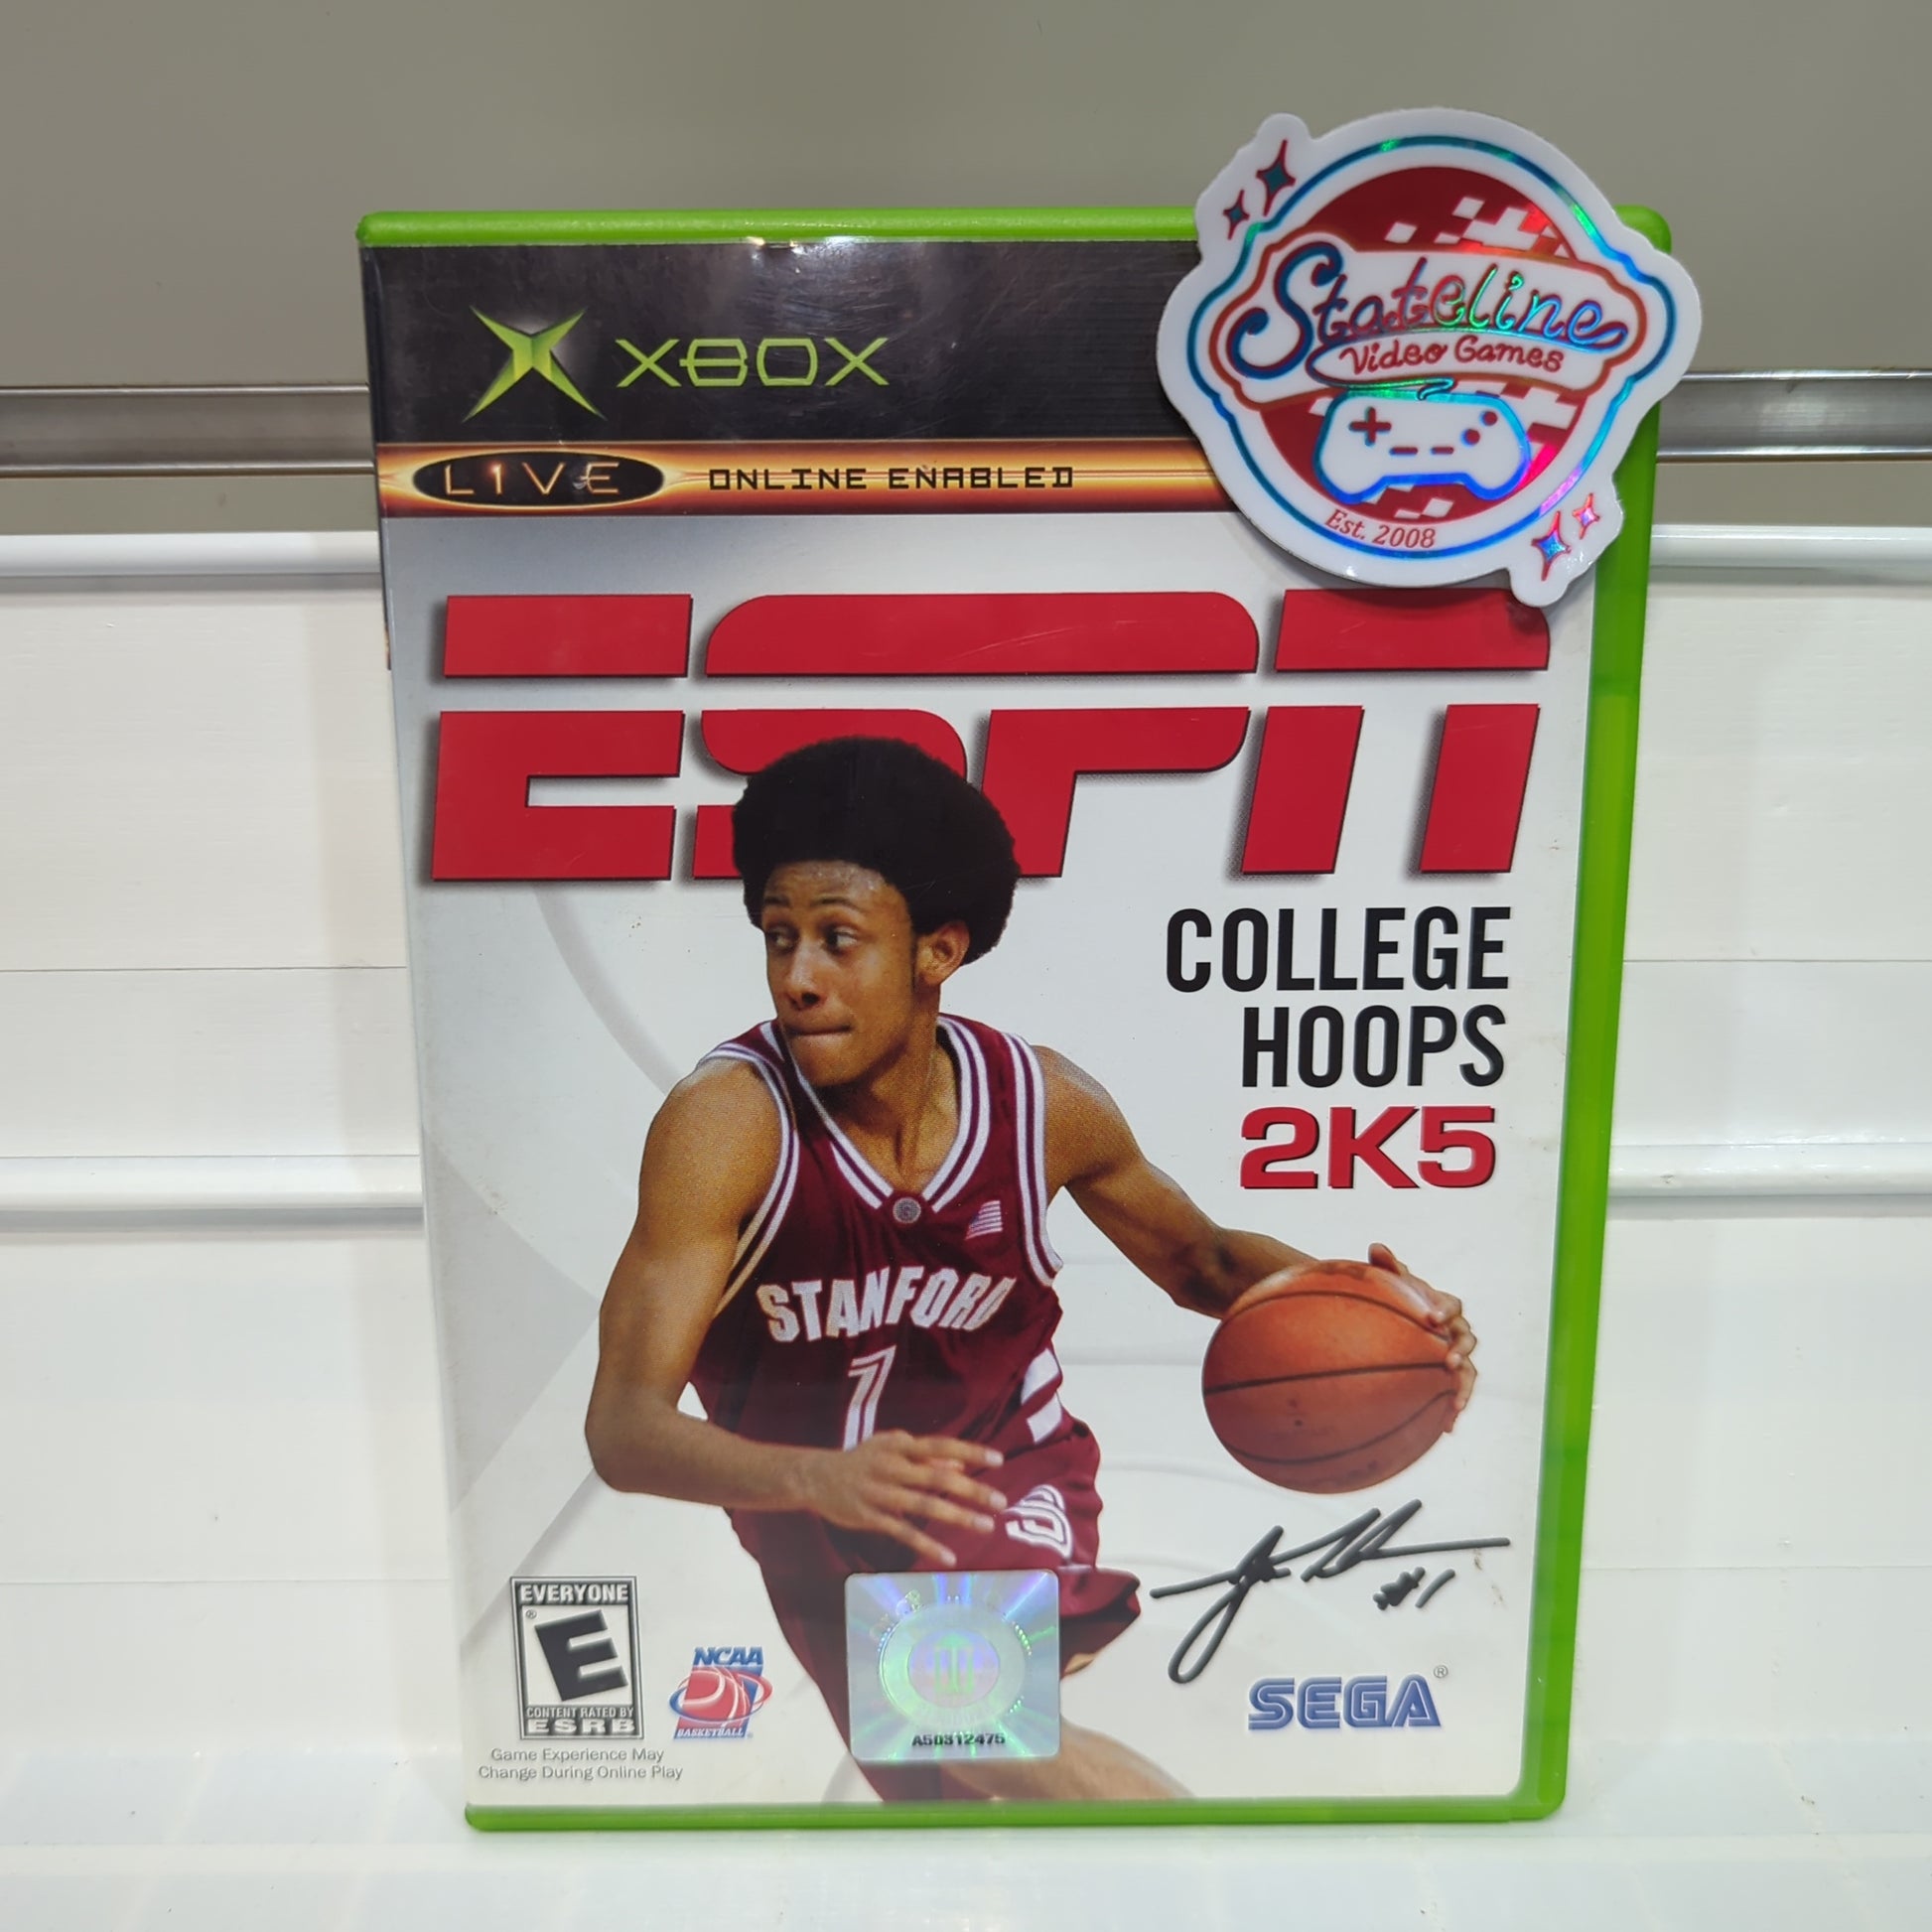 XBOX
LIVE ONLINE ENABLED
Stateline
Video Games
Est. 2008
ESPN
COLLEGE
HOOPS
2K5
STANFORD
1
#1
EVERYONE
E
CONTENT RATED BY
ESRB
Game Experience May
Change During Online Play
NCAA
BASKETBALL
A50312475
SEGA®